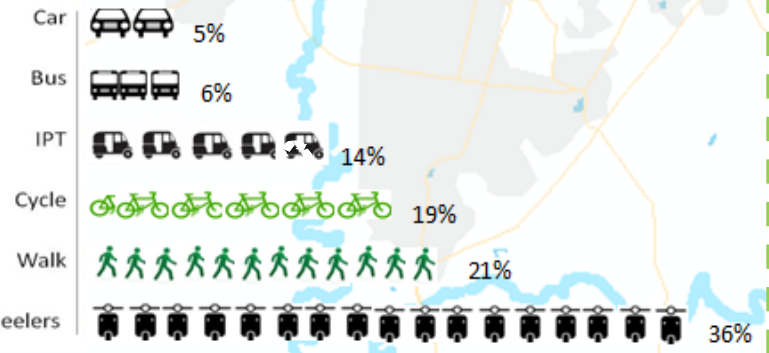 Car 5%
Bus 6%
IPT 14%
Cycle 19%
Walk 21%
eelers 36%